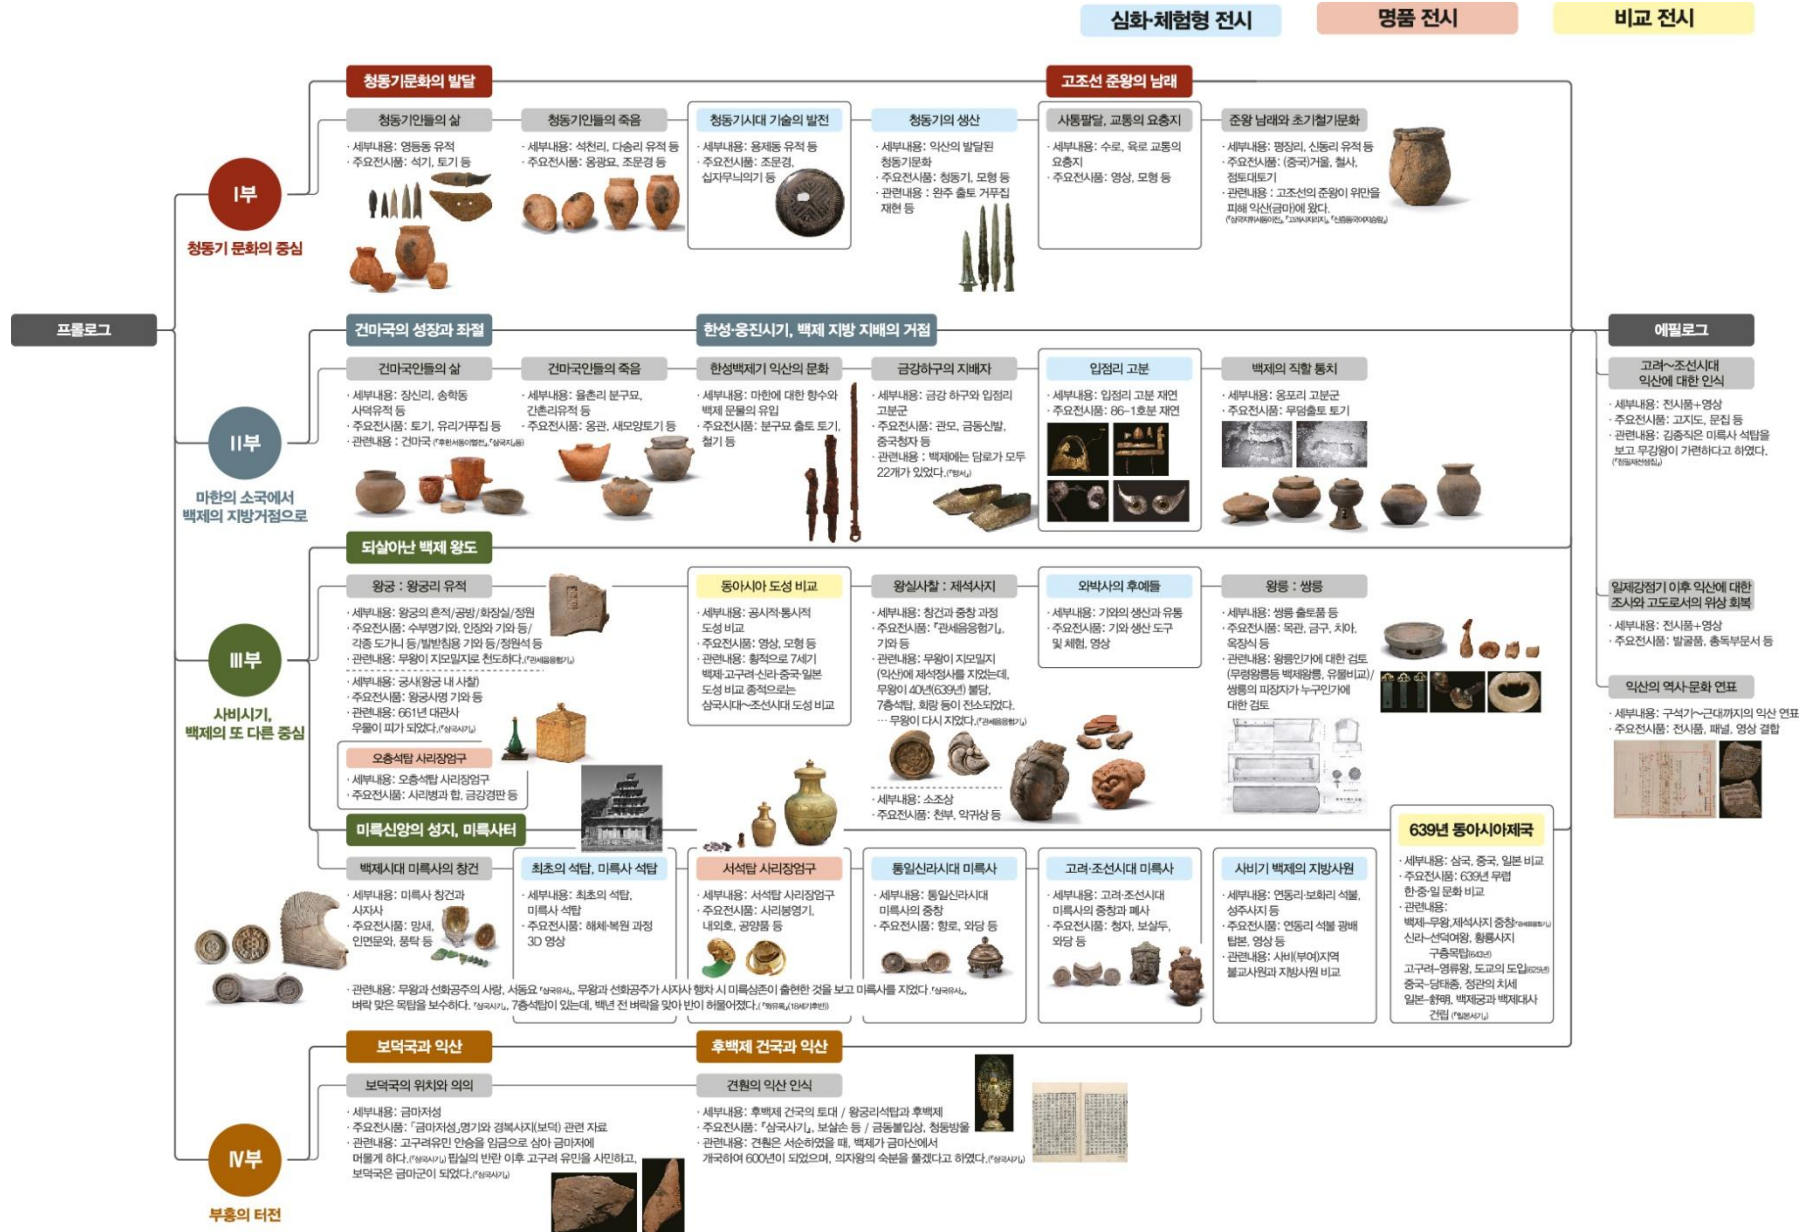 심화·체험형 전시
명품 전시
비교 전시
청동기문화의 발달
고조선 준왕의 남래
청동기인들의 삶
· 세부내용: 영등동 유적
· 주요전시품: 석기, 토기 등
청동기인들의 죽음
· 세부내용: 석천리, 다송리 유적 등
· 주요전시품: 옹관묘, 조문경 등
청동기시대 기술의 발전
· 세부내용: 용제동 유적 등
· 주요전시품: 조문경,
십자무늬의기 등
청동기의 생산
· 세부내용: 익산의 발달된
청동기문화
· 주요전시품: 청동기, 모형 등
· 관련내용: 완주 출토 거푸집
재현 등
사통팔달, 교통의 요충지
· 세부내용: 수로, 육로 교통의
요충지
· 주요전시품: 영상, 모형 등
준왕 남래와 초기철기문화
· 세부내용: 평장리, 신동리 유적 등
· 주요전시품: (중국)거울, 철사,
점토대토기
· 관련내용: 고조선의 준왕이 위만을
피해 익산(금마)에 왔다.
I부
청동기 문화의 중심
프롤로그
건마국의 성장과 좌절
한성·웅진시기, 백제 지방 지배의 거점
에필로그
건마국인들의 삶
· 세부내용: 장신리, 송학동
사덕유적 등
· 주요전시품: 토기, 유리거푸집 등
· 관련내용: 건마국 (『후한서동이열전』, 『삼국지』등)
건마국인들의 죽음
· 세부내용: 율촌리 분구묘,
간촌리유적 등
· 주요전시품: 옹관, 새모양토기 등
한성백제기 익산의 문화
· 세부내용: 마한에 대한 향수와
백제 문물의 유입
· 주요전시품: 분구묘 출토 토기,
철기 등
금강하구의 지배자
· 세부내용: 금강 하구와 입점리
고분군
· 주요전시품: 관모, 금동신발,
중국청자 등
· 관련내용: 백제에는 담로가 모두
22개가 있었다.(『양서』)
입점리 고분
· 세부내용: 입점리 고분 재연
· 주요전시품: 86-1호분 재연
백제의 직할 통치
· 세부내용: 웅포리 고분군
· 주요전시품: 무덤출토 토기
II부
마한의 소국에서
백제의 지방거점으로
고려~조선시대
익산에 대한 인식
· 세부내용: 전시품+영상
· 주요전시품: 고지도, 문집 등
· 관련내용: 김종직은 미륵사 석탑을
보고 무강왕이 가련하다고 하였다.
되살아난 백제 왕도
왕궁 : 왕궁리 유적
· 세부내용: 왕궁의 흔적/공방/화장실/정원
· 주요전시품: 수부명기와, 인장와 기와 등/
각종 도가니 등/발받침용 기와 등/정원석 등
· 관련내용: 무왕이 지모밀지로 천도하다.(『관세음응험기』)
· 세부내용: 궁사(왕궁 내 사찰)
· 주요전시품: 왕궁사명 기와 등
· 관련내용: 661년 대관사
우물이 피가 되었다.(『삼국사기』)
오층석탑 사리장엄구
· 세부내용: 오층석탑 사리장엄구
· 주요전시품: 사리병과 합, 금강경판 등
동아시아 도성 비교
· 세부내용: 공시적·통시적
도성 비교
· 주요전시품: 영상, 모형 등
· 관련내용: 횡적으로 7세기
백제·고구려·신라·중국·일본
도성 비교 종적으로는
삼국시대~조선시대 도성 비교
왕실사찰 : 제석사지
· 세부내용: 창건과 중창 과정
· 주요전시품: 『관세음응험기』,
기와 등
· 관련내용: 무왕이 지모밀지
(익산)에 제석정사를 지었는데,
무왕이 40년(639년) 불당,
7층석탑, 회랑 등이 전소되었다.
… 무왕이 다시 지었다.(『관세음응험기』)
· 세부내용: 소조상
· 주요전시품: 천부, 악귀상 등
와박사의 후예들
· 세부내용: 기와의 생산과 유통
· 주요전시품: 기와 생산 도구
및 체험, 영상
왕릉 : 쌍릉
· 세부내용: 쌍릉 출토품 등
· 주요전시품: 목관, 금구, 치아,
옥장식 등
· 관련내용: 왕릉인가에 대한 검토
(무령왕릉등 백제왕릉, 유물비교)/
쌍릉의 피장자가 누구인가에
대한 검토
III부
사비시기,
백제의 또 다른 중심
일제강점기 이후 익산에 대한
조사와 고도로서의 위상 회복
· 세부내용: 전시품+영상
· 주요전시품: 발굴품, 총독부문서 등
익산의 역사·문화 연표
· 세부내용: 구석기~근대까지의 익산 연표
· 주요전시품: 전시품, 패널, 영상 결합
미륵신앙의 성지, 미륵사터
백제시대 미륵사의 창건
· 세부내용: 미륵사 창건과
사자사
· 주요전시품: 망새,
인면문와, 풍탁 등
최초의 석탑, 미륵사 석탑
· 세부내용: 최초의 석탑,
미륵사 석탑
· 주요전시품: 해체·복원 과정
3D 영상
서석탑 사리장엄구
· 세부내용: 서석탑 사리장엄구
· 주요전시품: 사리봉영기,
내외호, 공양품 등
통일신라시대 미륵사
· 세부내용: 통일신라시대
미륵사의 중창
· 주요전시품: 향로, 와당 등
고려·조선시대 미륵사
· 세부내용: 고려·조선시대
미륵사의 중창과 폐사
· 주요전시품: 청자, 보살두,
와당 등
사비기 백제의 지방사원
· 세부내용: 연동리·보화리 석불,
성주사지 등
· 주요전시품: 연동리 석불 광배
탑본, 영상 등
· 관련내용: 사비(부여)지역
불교사원과 지방사원 비교
639년 동아시아제국
· 세부내용: 삼국, 중국, 일본 비교
· 주요전시품: 639년 무렵
한·중·일 문화 비교
· 관련내용:
백제-무왕,제석사지 중창(『관세음응험기』)
신라-선덕여왕, 황룡사지
구층목탑(643년)
고구려-영류왕, 도교의 도입(625년)
중국-당태종, 정관의 치세
일본-舒明, 백제궁과 백제대사
건립 (『일본서기』)
· 관련내용: 무왕과 선화공주의 사랑, 서동요『삼국유사』, 무왕과 선화공주가 사자사 행차 시 미륵삼존이 출현한 것을 보고 미륵사를 지었다『삼국유사』,
벼락 맞은 목탑을 보수하다.『삼국사기』, 7층석탑이 있는데, 백년 전 벼락을 맞아 반이 허물어졌다.(『와유록』(18세기후반))
보덕국과 익산
후백제 건국과 익산
보덕국의 위치와 의의
· 세부내용: 금마저성
· 주요전시품:「금마저성」명기와 경복사지(보덕) 관련 자료
· 관련내용: 고구려유민 안승을 임금으로 삼아 금마저에
머물게 하다.(『삼국사기』) 핍실의 반란 이후 고구려 유민을 사민하고,
보덕국은 금마군이 되었다.(『삼국사기』)
견훤의 익산 인식
· 세부내용: 후백제 건국의 토대 / 왕궁리석탑과 후백제
· 주요전시품: 『삼국사기』, 보살손 등 / 금동불입상, 청동방울
· 관련내용: 견훤은 서순하였을 때, 백제가 금마산에서
개국하여 600년이 되었으며, 의자왕의 숙분을 풀겠다고 하였다.(『삼국사기』)
IV부
부흥의 터전